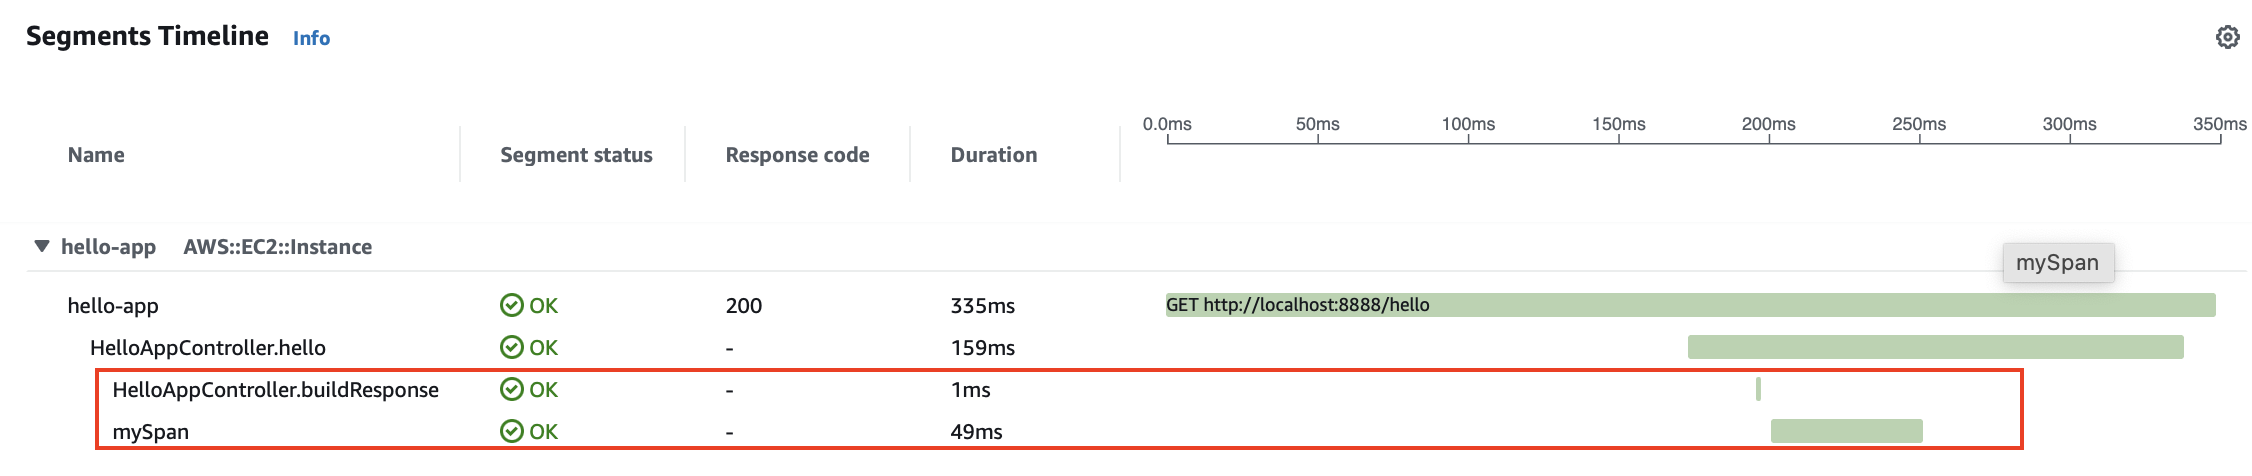 Segments Timeline Info
0.0ms 50ms 100ms 150ms 200ms 250ms 300ms 350ms
Name Segment status Response code Duration
hello-app AWS::EC2::Instance
mySpan
hello-app OK 200 335ms GET http://localhost:8888/hello
HelloAppController.hello OK - 159ms
HelloAppController.buildResponse OK - 1ms
mySpan OK - 49ms